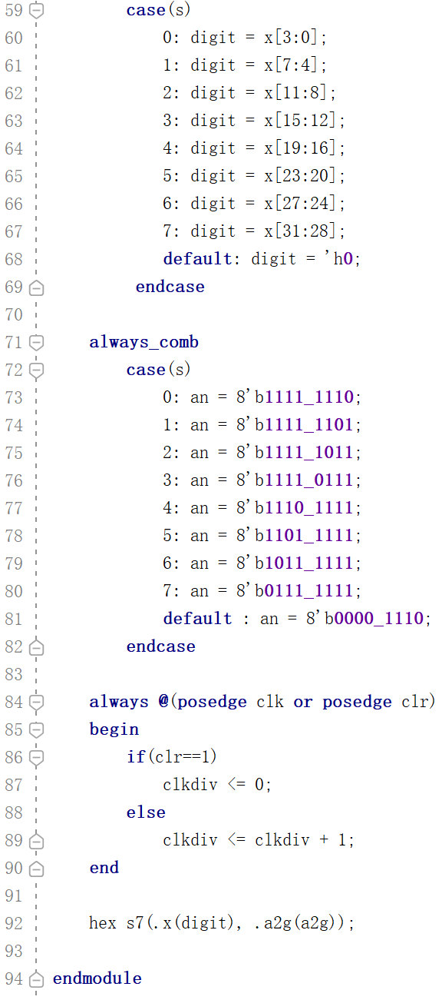 59 case(s)
60 0: digit = x[3:0];
61 1: digit = x[7:4];
62 2: digit = x[11:8];
63 3: digit = x[15:12];
64 4: digit = x[19:16];
65 5: digit = x[23:20];
66 6: digit = x[27:24];
67 7: digit = x[31:28];
68 default: digit = 'h0;
69 endcase
70
71 always_comb
72 case(s)
73 0: an = 8'b1111_1110;
74 1: an = 8'b1111_1101;
75 2: an = 8'b1111_1011;
76 3: an = 8'b1111_0111;
77 4: an = 8'b1110_1111;
78 5: an = 8'b1101_1111;
79 6: an = 8'b1011_1111;
80 7: an = 8'b0111_1111;
81 default : an = 8'b0000_1110;
82 endcase
83
84 always @(posedge clk or posedge clr)
85 begin
86 if(clr==1)
87 clkdiv <= 0;
88 else
89 clkdiv <= clkdiv + 1;
90 end
91
92 hex s7(.x(digit), .a2g(a2g));
93
94 endmodule